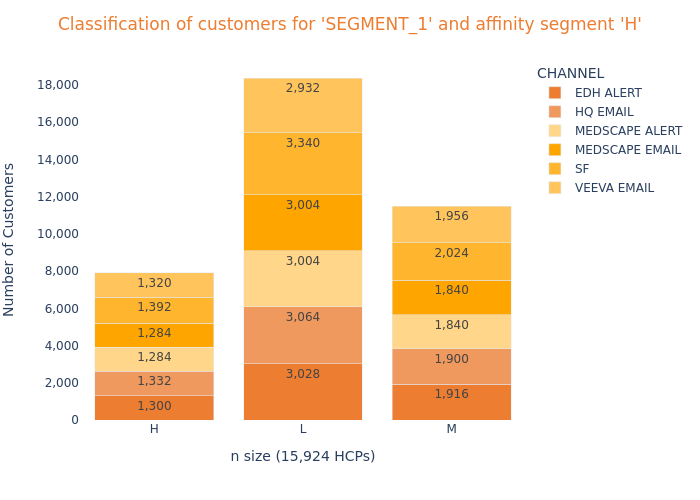 Classification of customers for 'SEGMENT_1' and affinity segment 'H'
CHANNEL
EDH ALERT
HQ EMAIL
MEDSCAPE ALERT
MEDSCAPE EMAIL
SF
VEEVA EMAIL
Number of Customers
18,000
16,000
14,000
12,000
10,000
8,000
6,000
4,000
2,000
0
1,320
1,392
1,284
1,284
1,332
1,300
2,932
3,340
3,004
3,004
3,064
3,028
1,956
2,024
1,840
1,840
1,900
1,916
H
L
M
n size (15,924 HCPs)